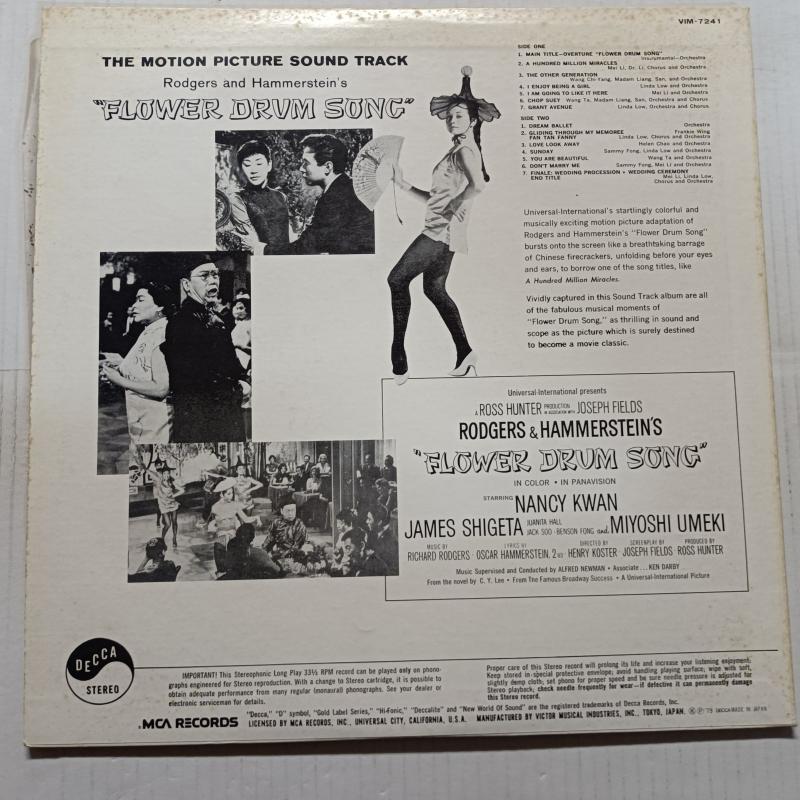 VIM-7241
THE MOTION PICTURE SOUND TRACK
Rodgers and Hammerstein's
"FLOWER DRUM SONG"
SIDE ONE
1. MAIN TITLE-OVERTURE "FLOWER DRUM SONG"
Insrumental-Orchestra
2. A HUNDRED MILLION MIRACLES
Mei Li, Dr. Li, Chorus and Orchestra
3. THE OTHER GENERATION
Wang Chi-Yang, Madam Liang, San, and Orchestra
4. I ENJOY BEING A GIRL Linda Low and Orchestra
5. I AM GOING TO LIKE IT HERE Mei Li and Orchestra
6. CHOP SUEY Wang Ta, Madam Liang, San, Orchestra and Chorus
7. GRANT AVENUE Linda Low, Orchestra and Chorus
SIDE TWO
1. DREAM BALLET Orchestra
2. GLIDING THROUGH MY MEMOREE Frankie Wing
FAN TAN FANNY Linda Low, Chorus and Orchestra
3. LOVE LOOK AWAY Helen Chao and Orchestra
4. SUNDAY Sammy Fong, Linda Low and Orchestra
5. YOU ARE BEAUTIFUL Wang Ta and Orchestra
6. DON'T MARRY ME Sammy Fong, Mei Li and Orchestra
7. FINALE: WEDDING PROCESSION • WEDDING CEREMONY
END TITLE Mei Li, Linda Low,
Chorus and Orchestra
Universal-International's startlingly colorful and
musically exciting motion picture adaptation of
Rodgers and Hammerstein's "Flower Drum Song"
bursts onto the screen like a breathtaking barrage
of Chinese firecrackers, unfolding before your eyes
and ears, to borrow one of the song titles, like
A Hundred Million Miracles.
Vividly captured in this Sound Track album are all
of the fabulous musical moments of
"Flower Drum Song," as thrilling in sound and
scope as the picture which is surely destined
to become a movie classic.
Universal-International presents
A ROSS HUNTER PRODUCTION IN ASSOCIATION WITH JOSEPH FIELDS
RODGERS & HAMMERSTEIN'S
"FLOWER DRUM SONG"
IN COLOR • IN PANAVISION
STARRING NANCY KWAN
JAMES SHIGETA JUANITA HALL JACK SOO · BENSON FONG and MIYOSHI UMEKI
MUSIC BY RICHARD RODGERS · LYRICS BY OSCAR HAMMERSTEIN, 2ND · DIRECTED BY HENRY KOSTER · SCREENPLAY BY JOSEPH FIELDS · PRODUCED BY ROSS HUNTER
Music Supervised and Conducted by ALFRED NEWMAN • Associate . . . KEN DARBY
From the novel by C. Y. Lee • From The Famous Broadway Success • A Universal-International Picture
DECCA
STEREO
IMPORTANT! This Stereophonic Long Play 33⅓ RPM record can be played only on phono-
graphs engineered for Stereo reproduction. With a change to Stereo cartridge, it is possible to
obtain adequate performance from many regular (monaural) phonographs. See your dealer or
electronic serviceman for details.
Proper care of this Stereo record will prolong its life and increase your listening enjoyment:
Keep stored in special protective envelope; avoid handling playing surface; wipe with soft,
slightly damp cloth; set phono for proper speed and be sure needle pressure is adjusted for
Stereo playback; check needle frequently for wear—if defective it can permanently damage
this Stereo record.
"Decca," "D" symbol, "Gold Label Series," "Hi-Fonic," "Deccalite" and "New World Of Sound" are the registered trademarks of Decca Records, Inc.
MCA RECORDS LICENSED BY MCA RECORDS, INC., UNIVERSAL CITY, CALIFORNIA, U.S.A. MANUFACTURED BY VICTOR MUSICAL INDUSTRIES, INC., TOKYO, JAPAN. MADE IN JAPAN